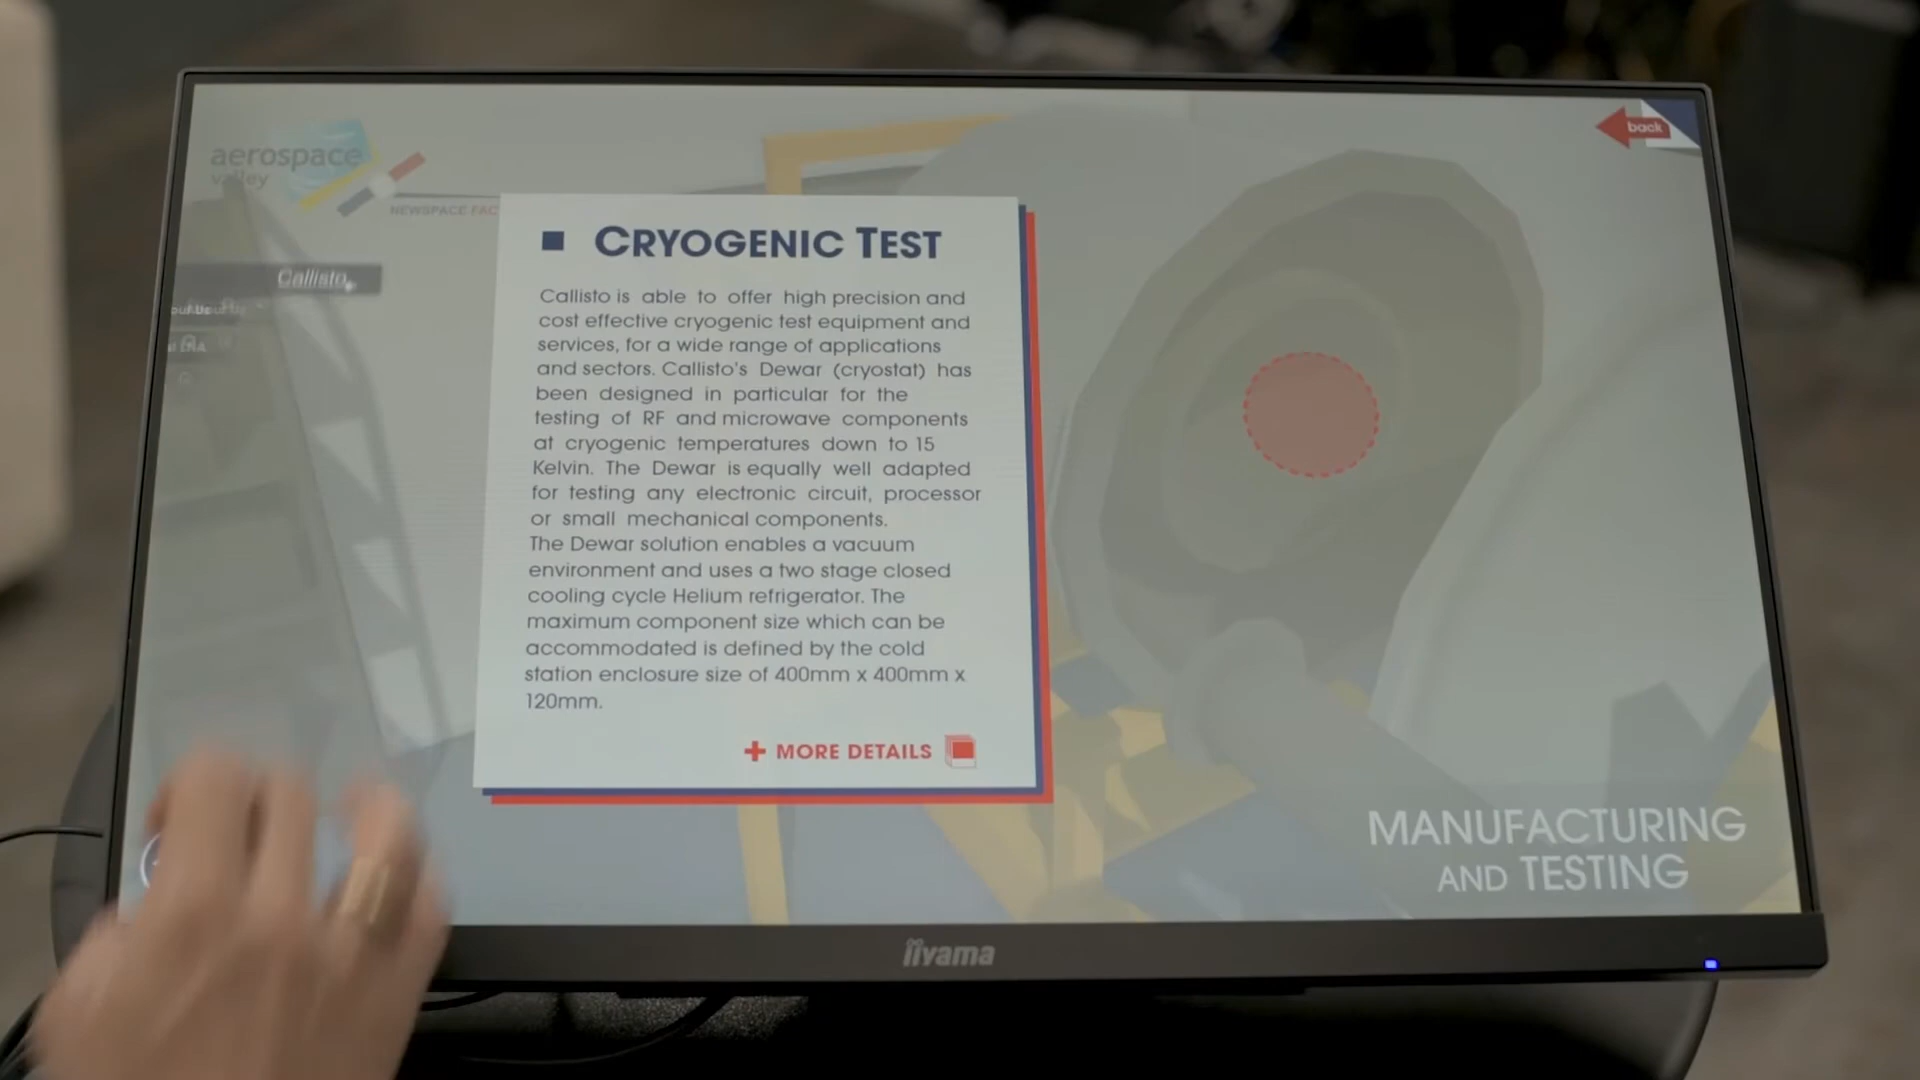 aerospace
valley
NEWSPACE FAC
back
Callisto
CRYOGENIC TEST
Callisto is able to offer high precision and
cost effective cryogenic test equipment and
services, for a wide range of applications
and sectors. Callisto's Dewar (cryostat) has
been designed in particular for the
testing of RF and microwave components
at cryogenic temperatures down to 15
Kelvin. The Dewar is equally well adapted
for testing any electronic circuit, processor
or small mechanical components.
The Dewar solution enables a vacuum
environment and uses a two stage closed
cooling cycle Helium refrigerator. The
maximum component size which can be
accommodated is defined by the cold
station enclosure size of 400mm x 400mm x
120mm.
+ MORE DETAILS
MANUFACTURING
AND TESTING
iiyama